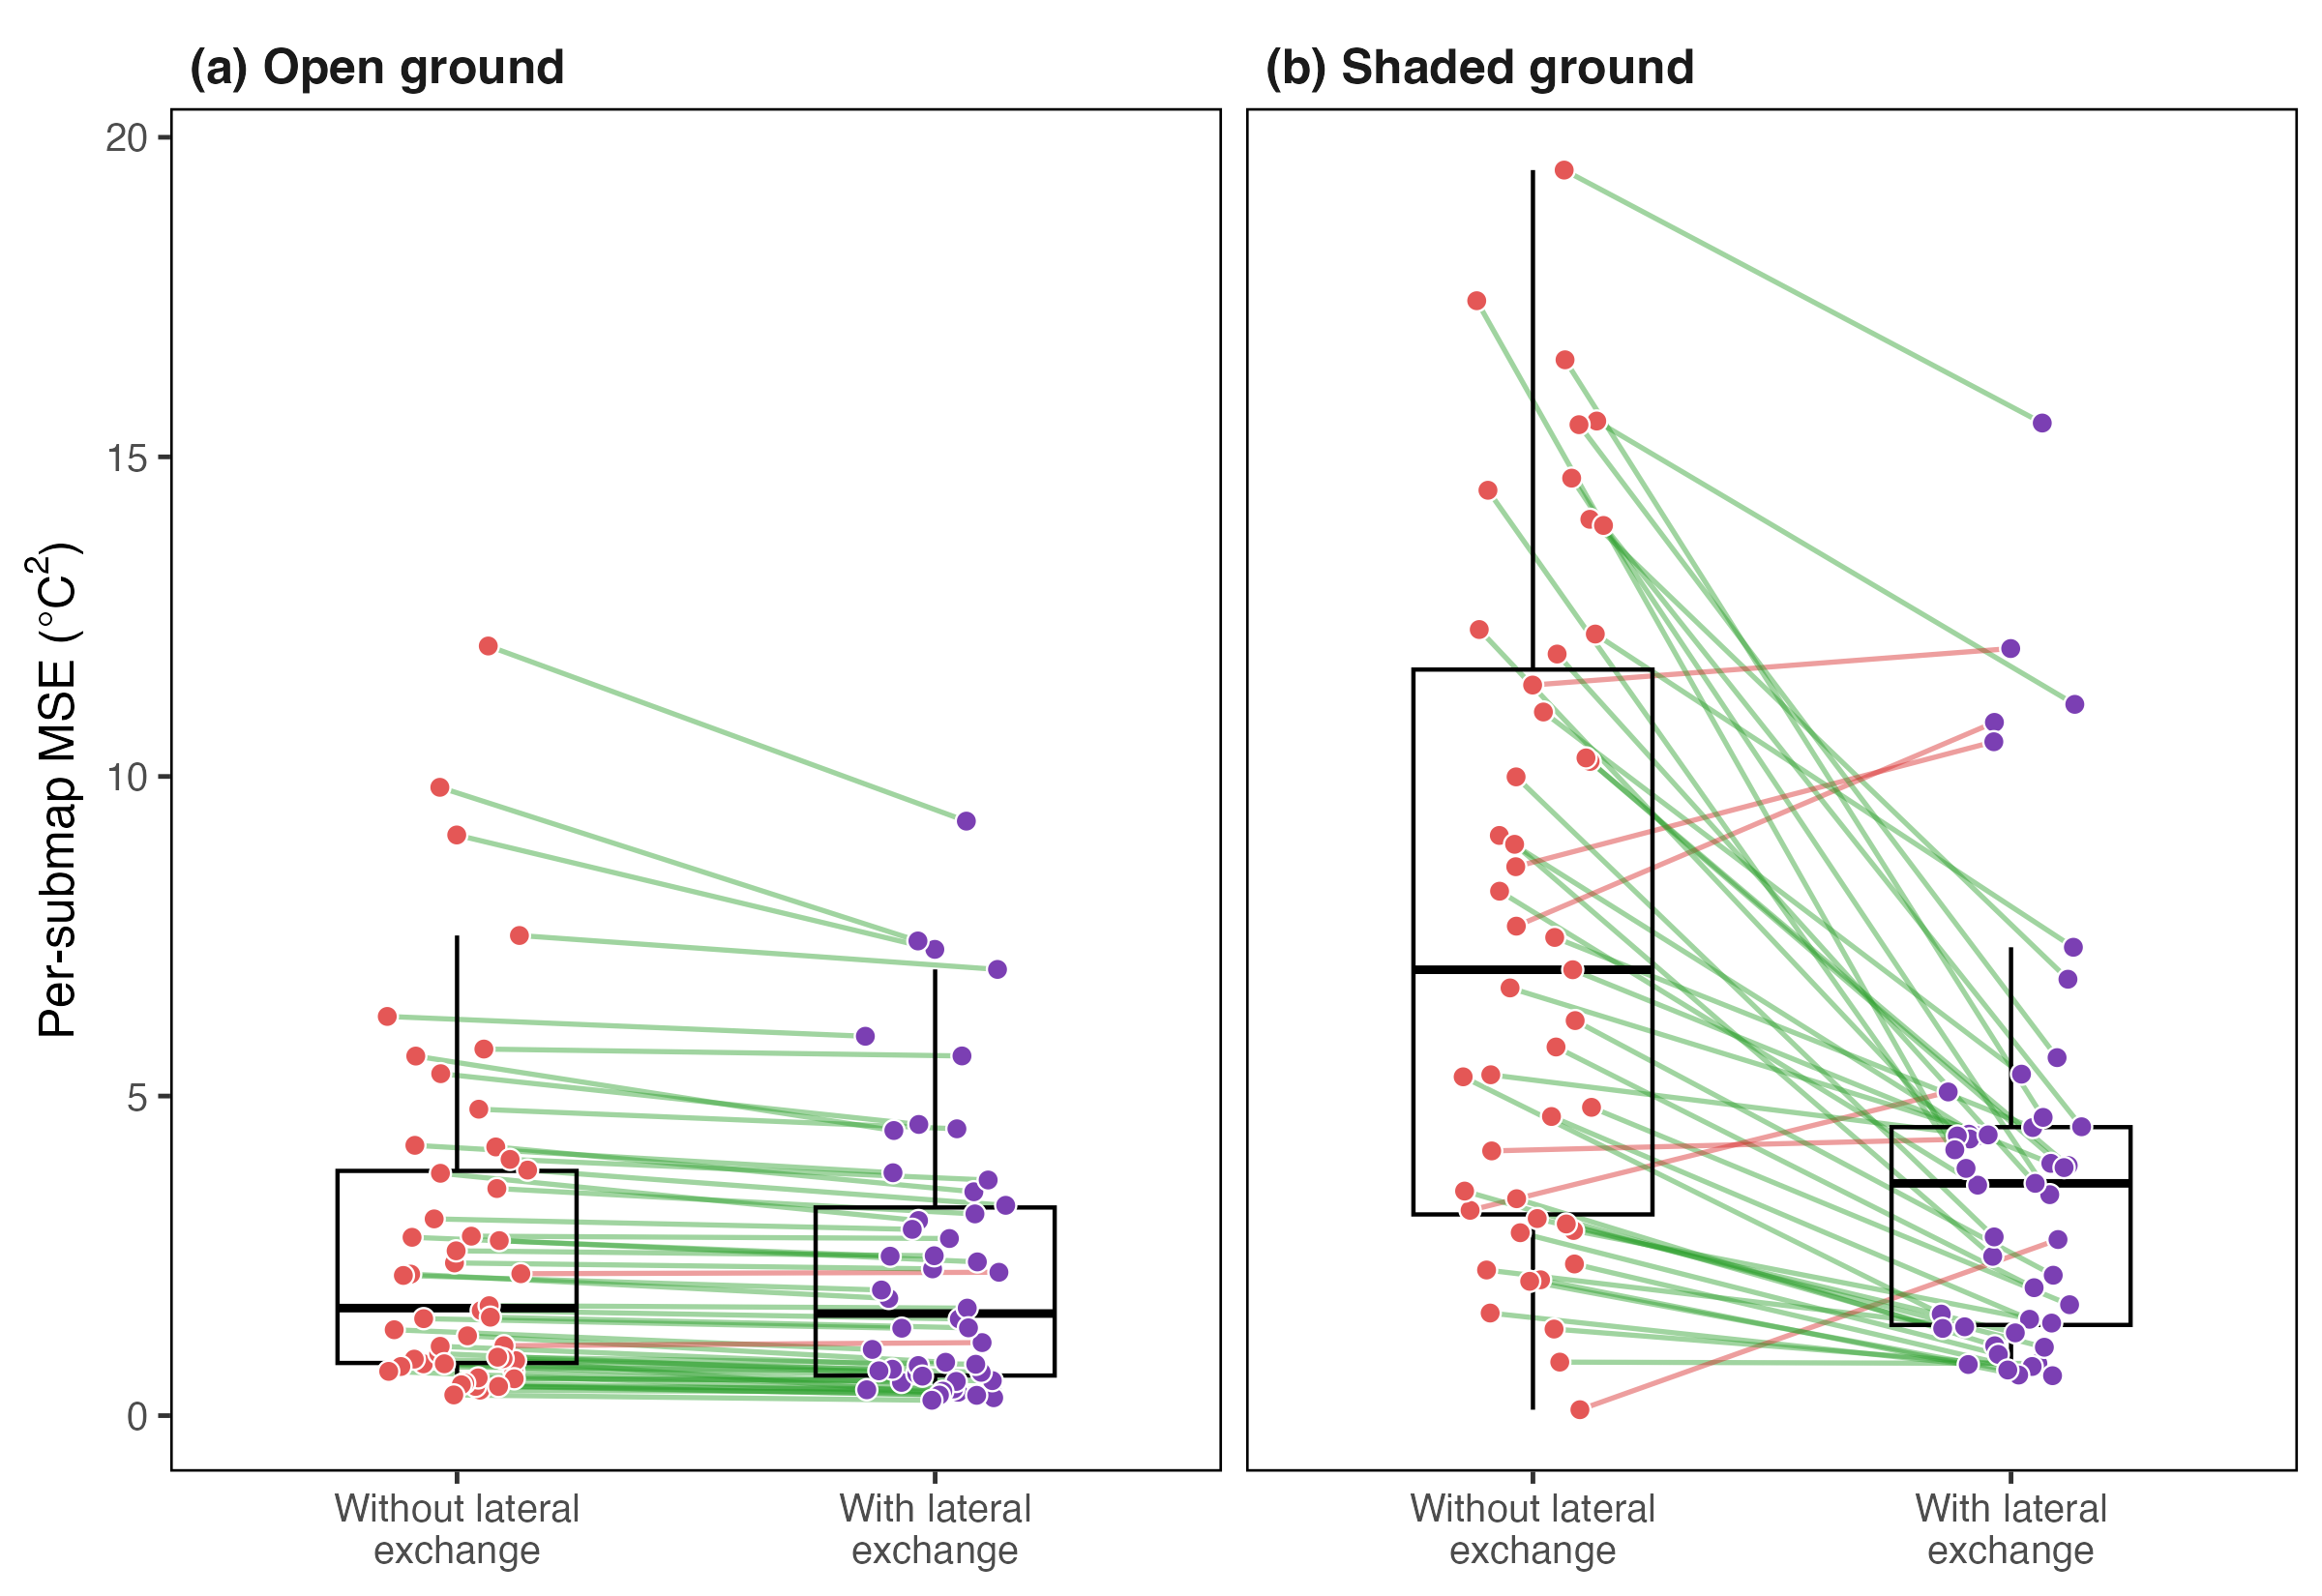 (a) Open ground
(b) Shaded ground
Per-submap MSE (°C²)
20
15
10
5
0
Without lateral
exchange
With lateral
exchange
Without lateral
exchange
With lateral
exchange